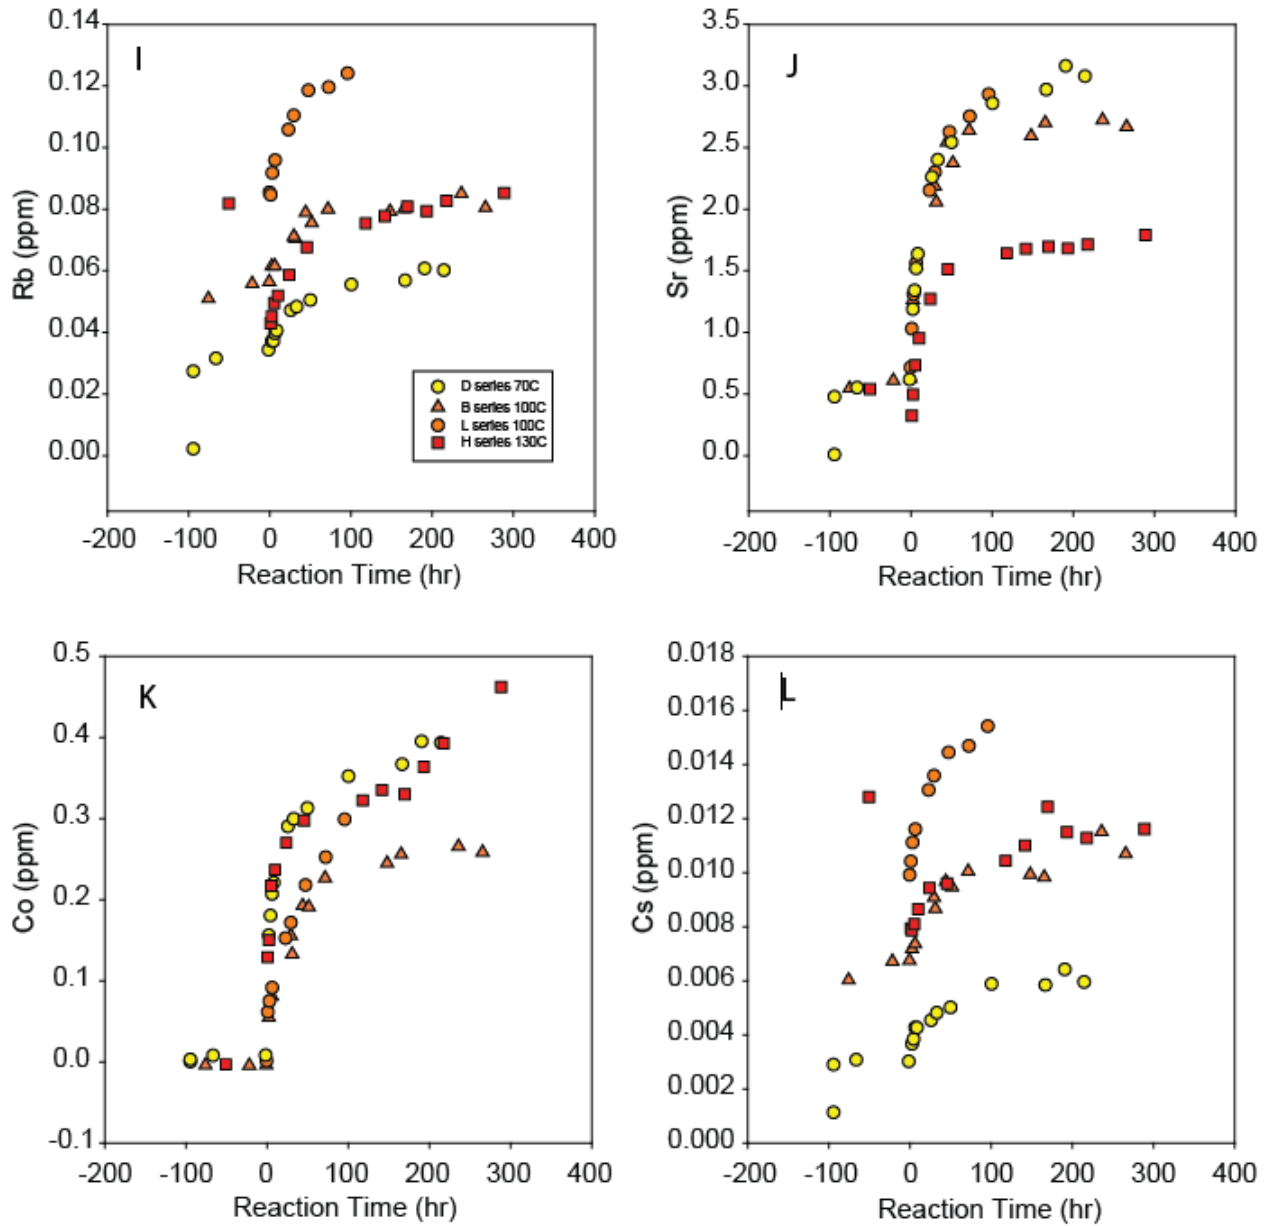 0.14
0.12
0.10
0.08
0.06
0.04
0.02
0.00
Rb (ppm)
I
D series 70C
B series 100C
L series 100C
H series 130C
-200 -100 0 100 200 300 400
Reaction Time (hr)
3.5
3.0
2.5
2.0
1.5
1.0
0.5
0.0
Sr (ppm)
J
-200 -100 0 100 200 300 400
Reaction Time (hr)
0.5
0.4
0.3
0.2
0.1
0.0
-0.1
Co (ppm)
K
-200 -100 0 100 200 300 400
Reaction Time (hr)
0.018
0.016
0.014
0.012
0.010
0.008
0.006
0.004
0.002
0.000
Cs (ppm)
L
-200 -100 0 100 200 300 400
Reaction Time (hr)